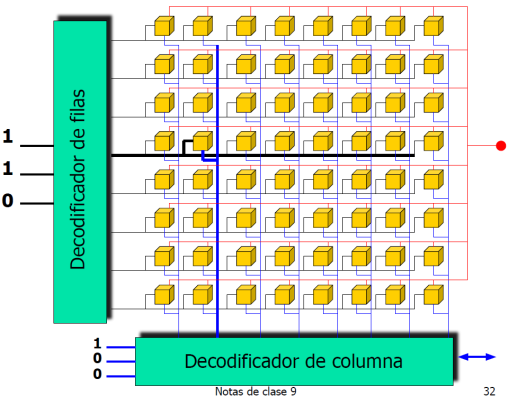 Decodificador de filas
1
1
0
1
0
0
Decodificador de columna
Notas de clase 9
32